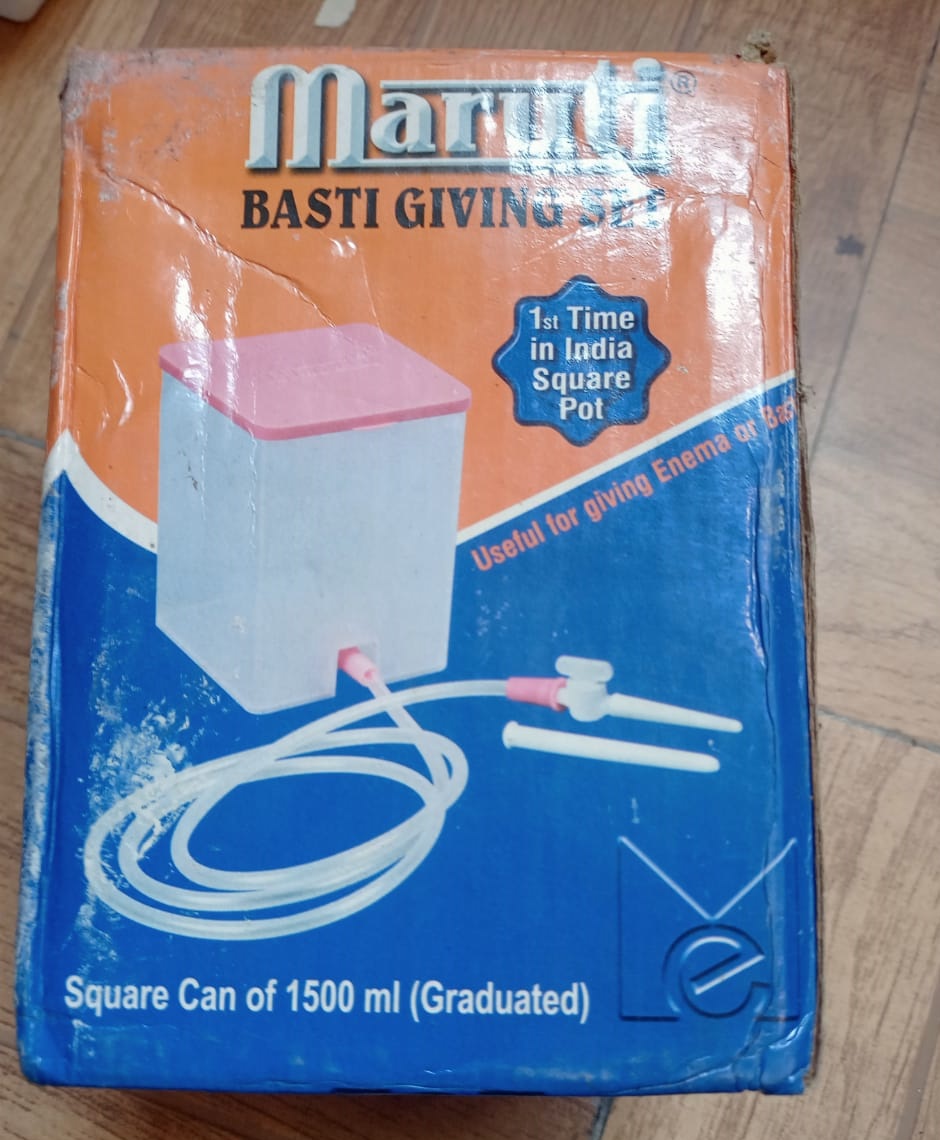 Maruti®
BASTI GIVING SET
1st Time
in India
Square
Pot
Useful for giving Enema or
Square Can of 1500 ml (Graduated)